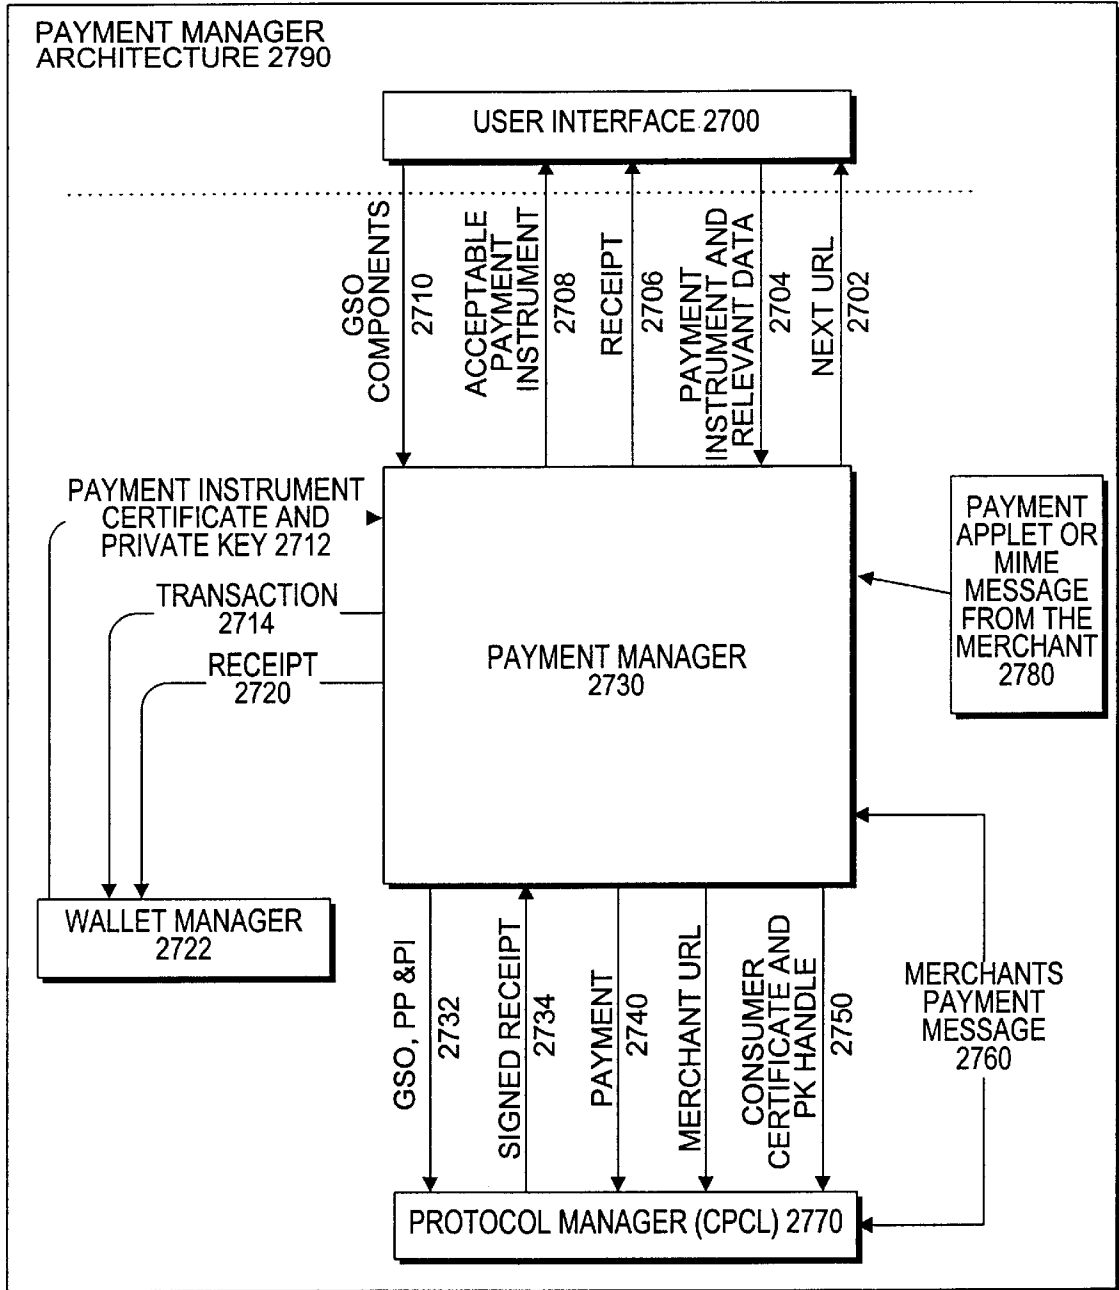 PAYMENT MANAGER
ARCHITECTURE 2790
USER INTERFACE 2700
GSO
COMPONENTS
2710
ACCEPTABLE
PAYMENT
INSTRUMENT
2708
RECEIPT
2706
PAYMENT
INSTRUMENT AND
RELEVANT DATA
2704
NEXT URL
2702
PAYMENT INSTRUMENT
CERTIFICATE AND
PRIVATE KEY 2712
TRANSACTION
2714
RECEIPT
2720
PAYMENT MANAGER
2730
PAYMENT
APPLET OR
MIME
MESSAGE
FROM THE
MERCHANT
2780
WALLET MANAGER
2722
GSO, PP &PI
2732
SIGNED RECEIPT
2734
PAYMENT
2740
MERCHANT URL
CONSUMER
CERTIFICATE AND
PK HANDLE
2750
MERCHANTS
PAYMENT
MESSAGE
2760
PROTOCOL MANAGER (CPCL) 2770